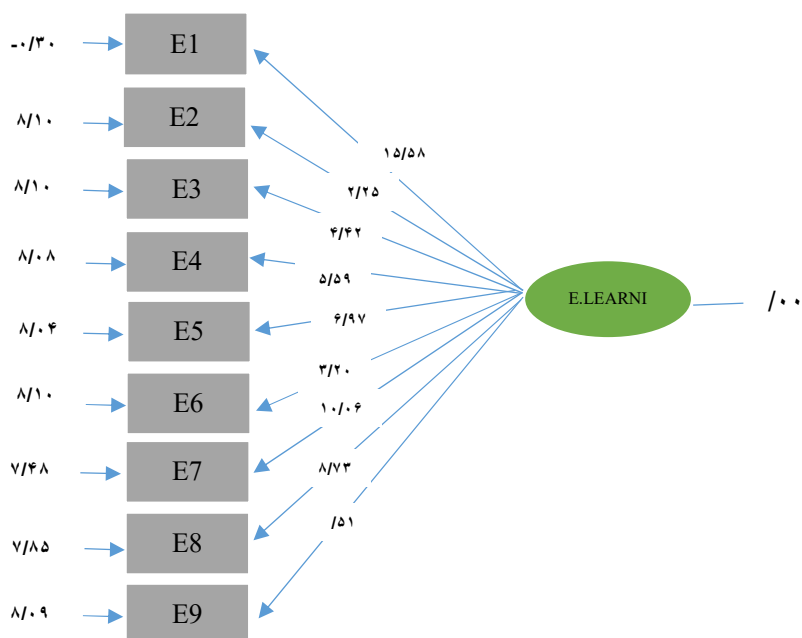 -۰/۳۰
E1
۸/۱۰
E2
۱۵/۵۸
۸/۱۰
E3
۲/۲۵
۴/۴۲
۸/۰۸
E4
۵/۵۹
E.LEARNI
/۰۰
۸/۰۴
E5
۶/۹۷
۸/۱۰
E6
۳/۲۰
۱۰/۰۶
۷/۴۸
E7
۸/۷۳
۷/۸۵
E8
/۵۱
۸/۰۹
E9